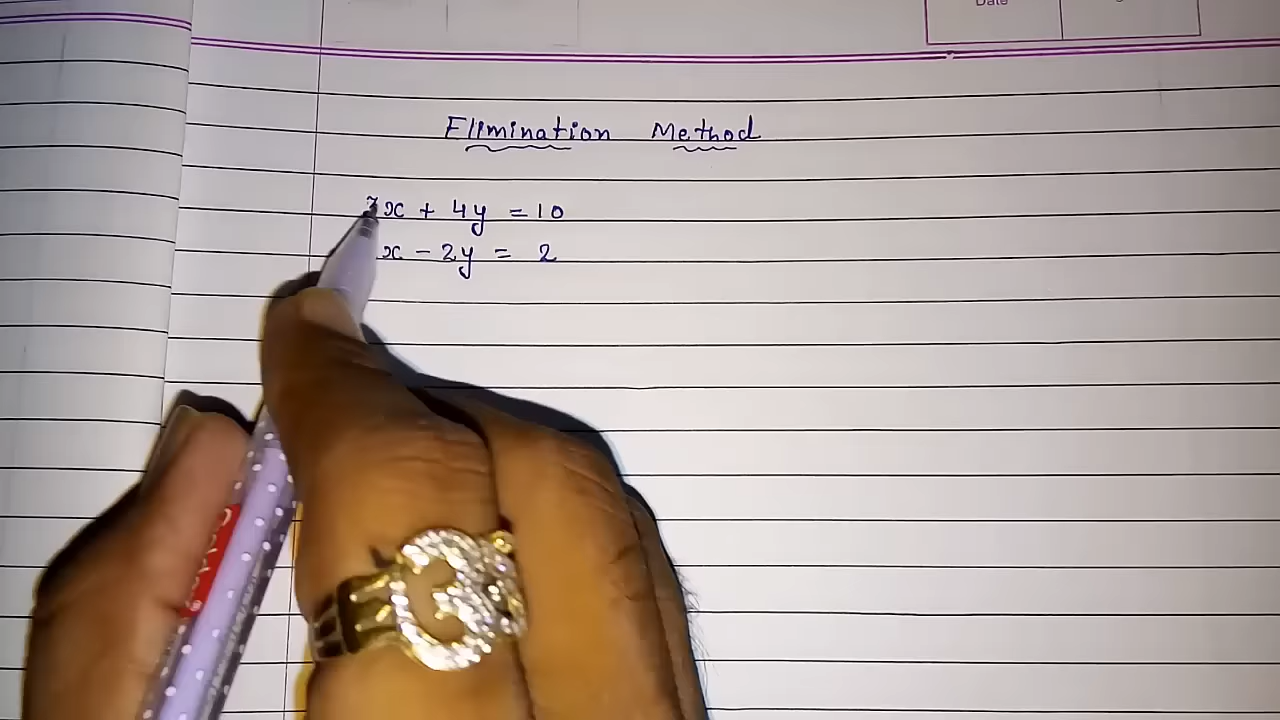 Date
Elimination Method
x + 4y = 10
x - 2y = 2